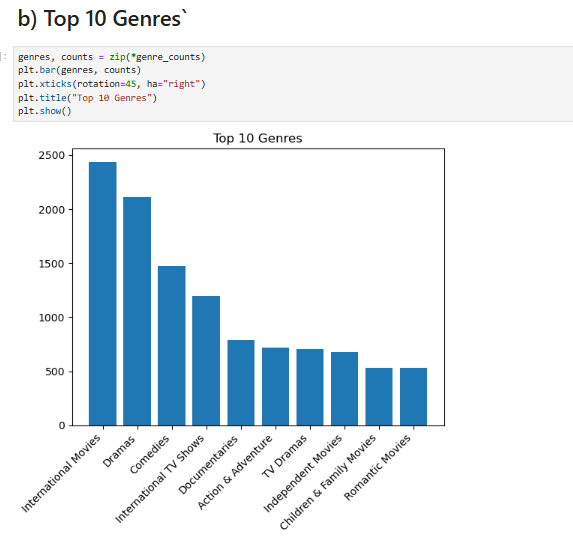 b) Top 10 Genres`
]:
genres, counts = zip(*genre_counts)
plt.bar(genres, counts)
plt.xticks(rotation=45, ha="right")
plt.title("Top 10 Genres")
plt.show()
Top 10 Genres
2500
2000
1500
1000
500
0
International Movies
Dramas
Comedies
International TV Shows
Documentaries
Action & Adventure
TV Dramas
Independent Movies
Children & Family Movies
Romantic Movies